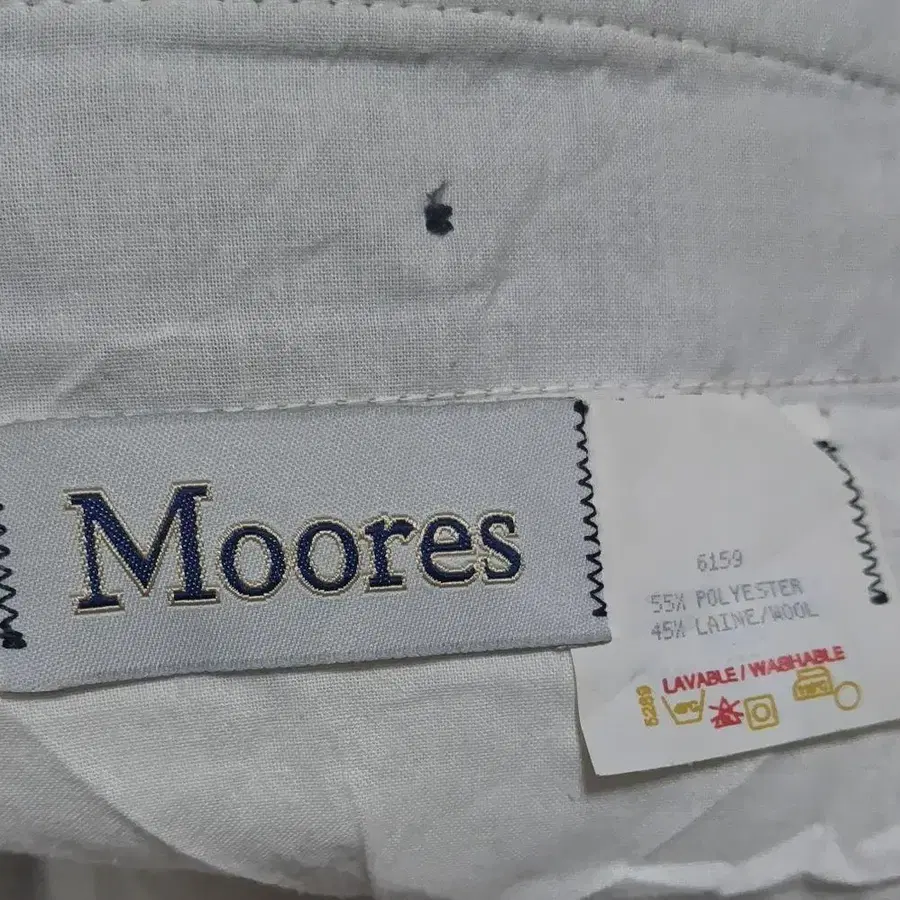 Moores
6159
55% POLYESTER
45% LAINE/WOOL
LAVABLE / WASHABLE